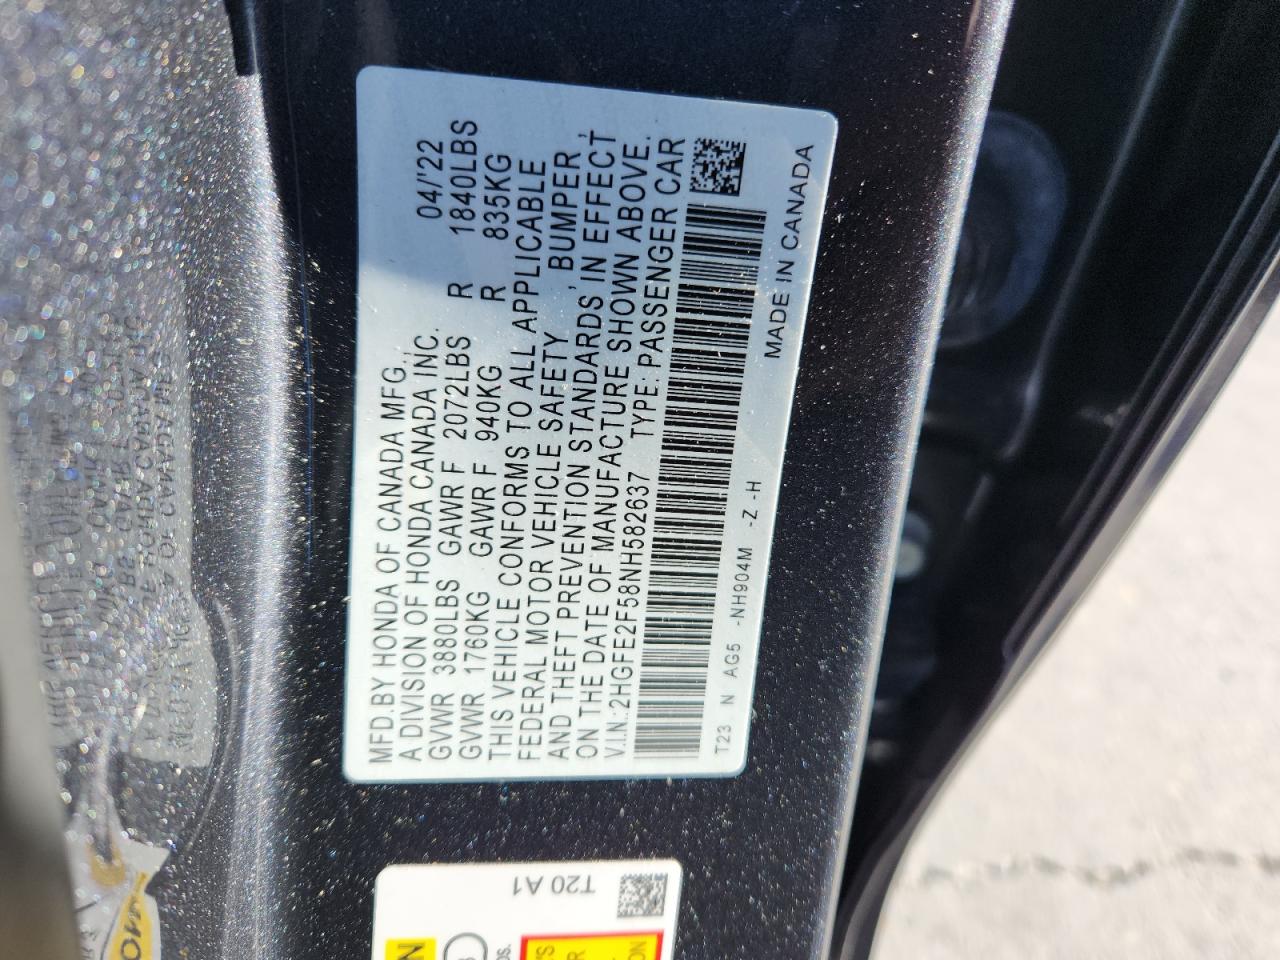 MFD.BY HONDA OF CANADA MFG.,
A DIVISION OF HONDA CANADA INC. 04/'22
GVWR 3880LBS GAWR F 2072LBS R 1840LBS
GVWR 1760KG GAWR F 940KG R 835KG
THIS VEHICLE CONFORMS TO ALL APPLICABLE
FEDERAL MOTOR VEHICLE SAFETY , BUMPER ,
AND THEFT PREVENTION STANDARDS, IN EFFECT
ON THE DATE OF MANUFACTURE SHOWN ABOVE.
V.I.N.:2HGFE2F58NH582637 TYPE: PASSENGER CAR
T23 N AG5 -NH904M -Z -H
MADE IN CANADA
T20 A1